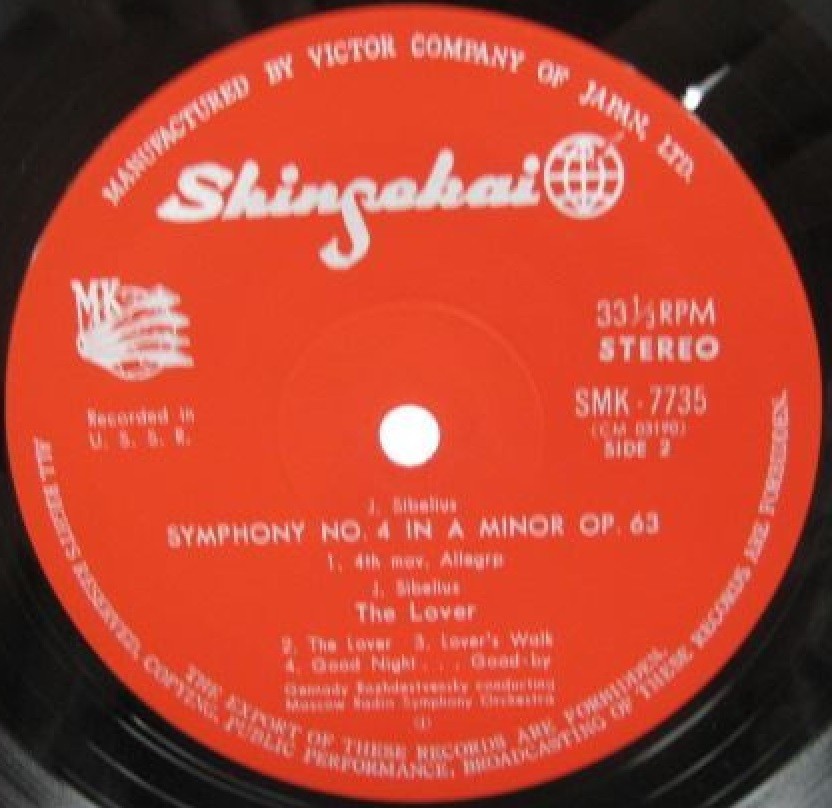 MANUFACTURED BY VICTOR COMPANY OF JAPAN, LTD.
Shinsekai
MK
33⅓RPM
STEREO
Recorded in
U. S. S. R.
SMK-7735
(CM 03190)
SIDE 2
J. Sibelius
SYMPHONY NO. 4 IN A MINOR OP. 63
1. 4th mov. Allegro
J. Sibelius
The Lover
2. The Lover 3. Lover's Walk
4. Good Night . . . Good-by
Gennady Rozhdestvensky conducting
Moscow Radio Symphony Orchestra
THE EXPORT OF THESE RECORDS ARE FORBIDDEN.
ALL RIGHTS RESERVED, COPYING, PUBLIC PERFORMANCE, BROADCASTING OF THESE RECORDS ARE FORBIDDEN.